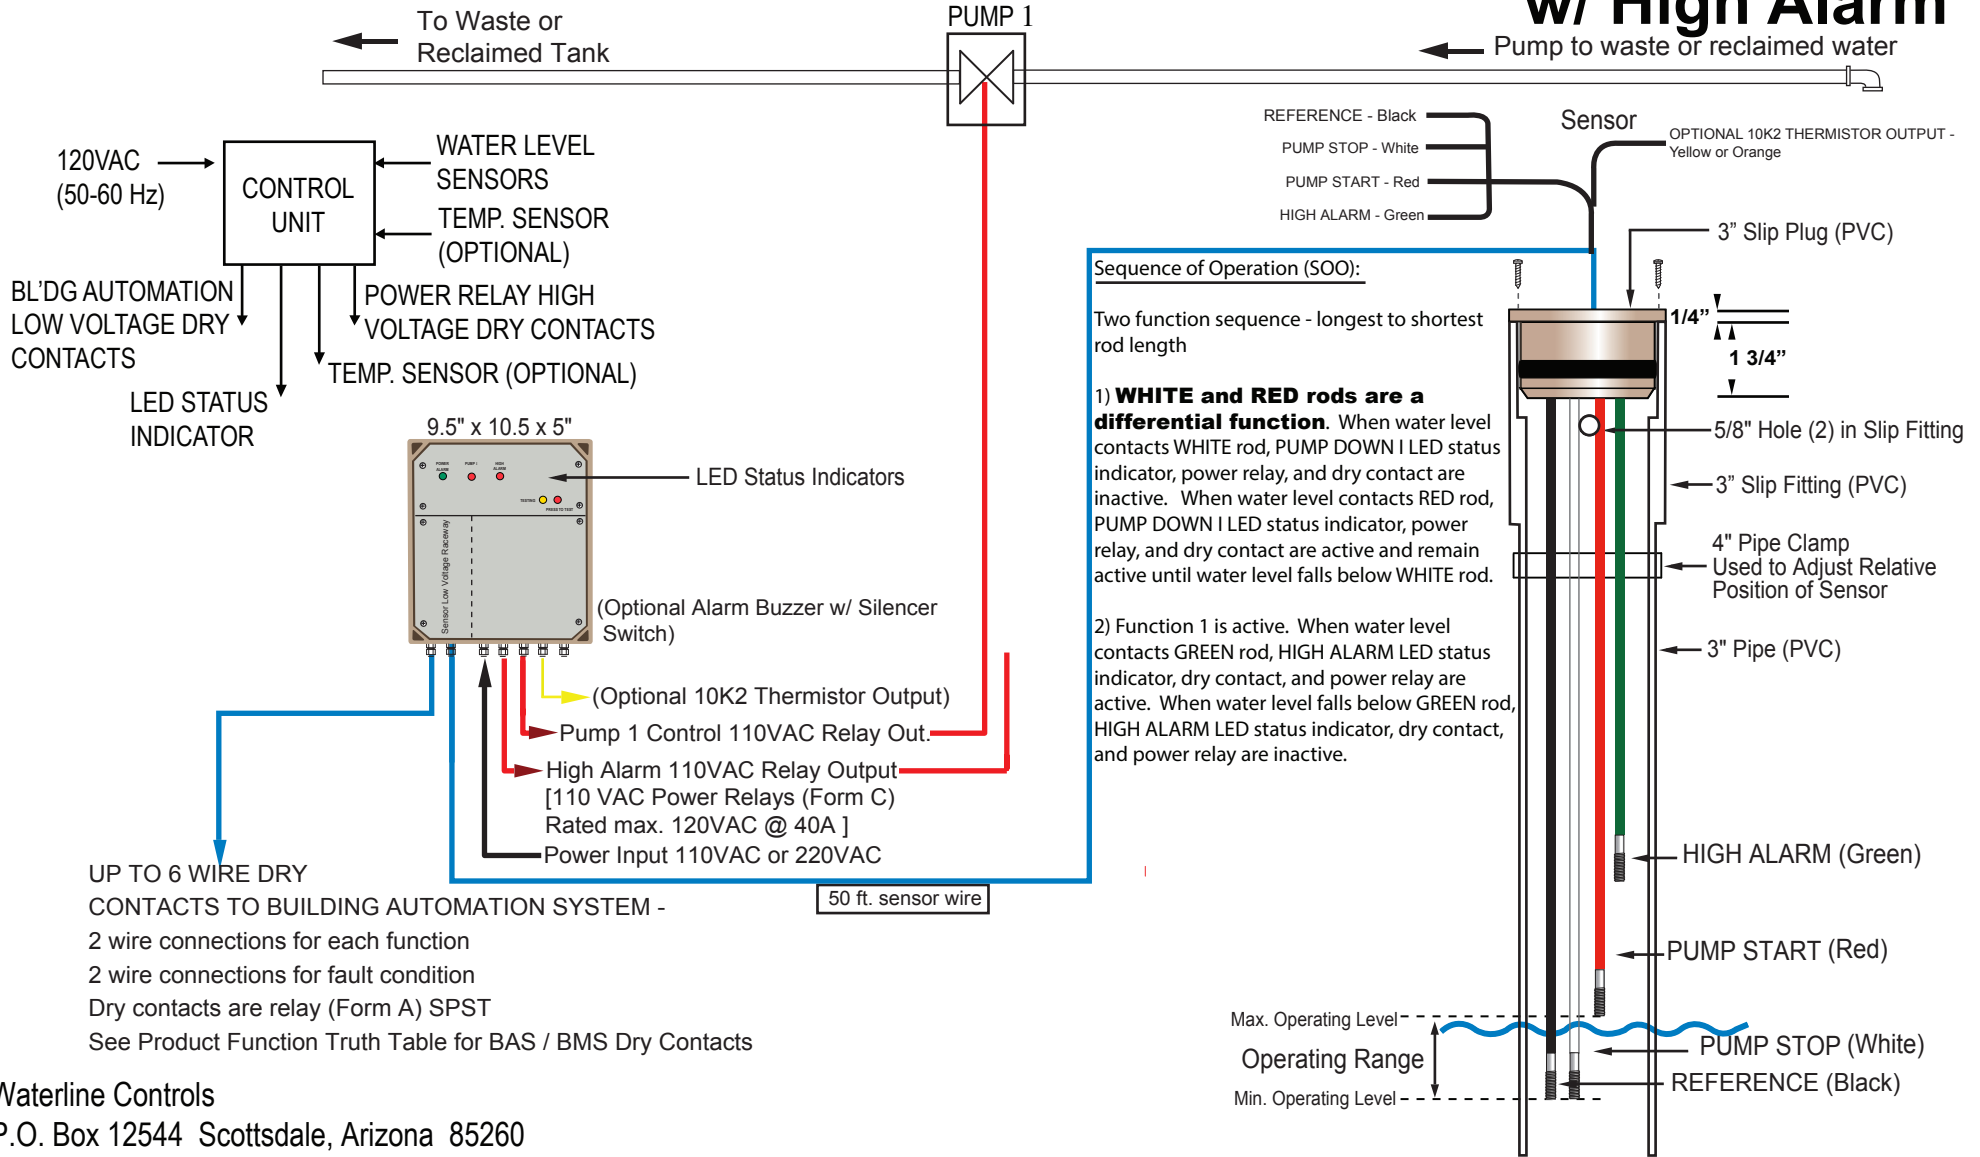 w/ High Alarm
To Waste or
Reclaimed Tank
PUMP 1
Pump to waste or reclaimed water
120VAC
(50-60 Hz)
CONTROL
UNIT
WATER LEVEL
SENSORS
TEMP. SENSOR
(OPTIONAL)
BL'DG AUTOMATION
LOW VOLTAGE DRY
CONTACTS
POWER RELAY HIGH
VOLTAGE DRY CONTACTS
TEMP. SENSOR (OPTIONAL)
LED STATUS
INDICATOR
REFERENCE - Black
PUMP STOP - White
PUMP START - Red
HIGH ALARM - Green
Sensor
OPTIONAL 10K2 THERMISTOR OUTPUT -
Yellow or Orange
3” Slip Plug (PVC)
1/4”
1 3/4”
5/8" Hole (2) in Slip Fitting
3” Slip Fitting (PVC)
4" Pipe Clamp
Used to Adjust Relative
Position of Sensor
3" Pipe (PVC)
HIGH ALARM (Green)
PUMP START (Red)
PUMP STOP (White)
REFERENCE (Black)
Max. Operating Level
Operating Range
Min. Operating Level
Sequence of Operation (SOO):
Two function sequence - longest to shortest
rod length
1) WHITE and RED rods are a
differential function. When water level
contacts WHITE rod, PUMP DOWN I LED status
indicator, power relay, and dry contact are
inactive. When water level contacts RED rod,
PUMP DOWN I LED status indicator, power
relay, and dry contact are active and remain
active until water level falls below WHITE rod.
2) Function 1 is active. When water level
contacts GREEN rod, HIGH ALARM LED status
indicator, dry contact, and power relay are
active. When water level falls below GREEN rod,
HIGH ALARM LED status indicator, dry contact,
and power relay are inactive.
9.5" x 10.5 x 5"
POWER
ALARM
PUMP I
HIGH
ALARM
TESTING
PRESS TO TEST
Sensor Low Voltage Raceway
LED Status Indicators
(Optional Alarm Buzzer w/ Silencer
Switch)
(Optional 10K2 Thermistor Output)
Pump 1 Control 110VAC Relay Out.
High Alarm 110VAC Relay Output
[110 VAC Power Relays (Form C)
Rated max. 120VAC @ 40A ]
Power Input 110VAC or 220VAC
50 ft. sensor wire
UP TO 6 WIRE DRY
CONTACTS TO BUILDING AUTOMATION SYSTEM -
2 wire connections for each function
2 wire connections for fault condition
Dry contacts are relay (Form A) SPST
See Product Function Truth Table for BAS / BMS Dry Contacts
Waterline Controls
P.O. Box 12544 Scottsdale, Arizona 85260